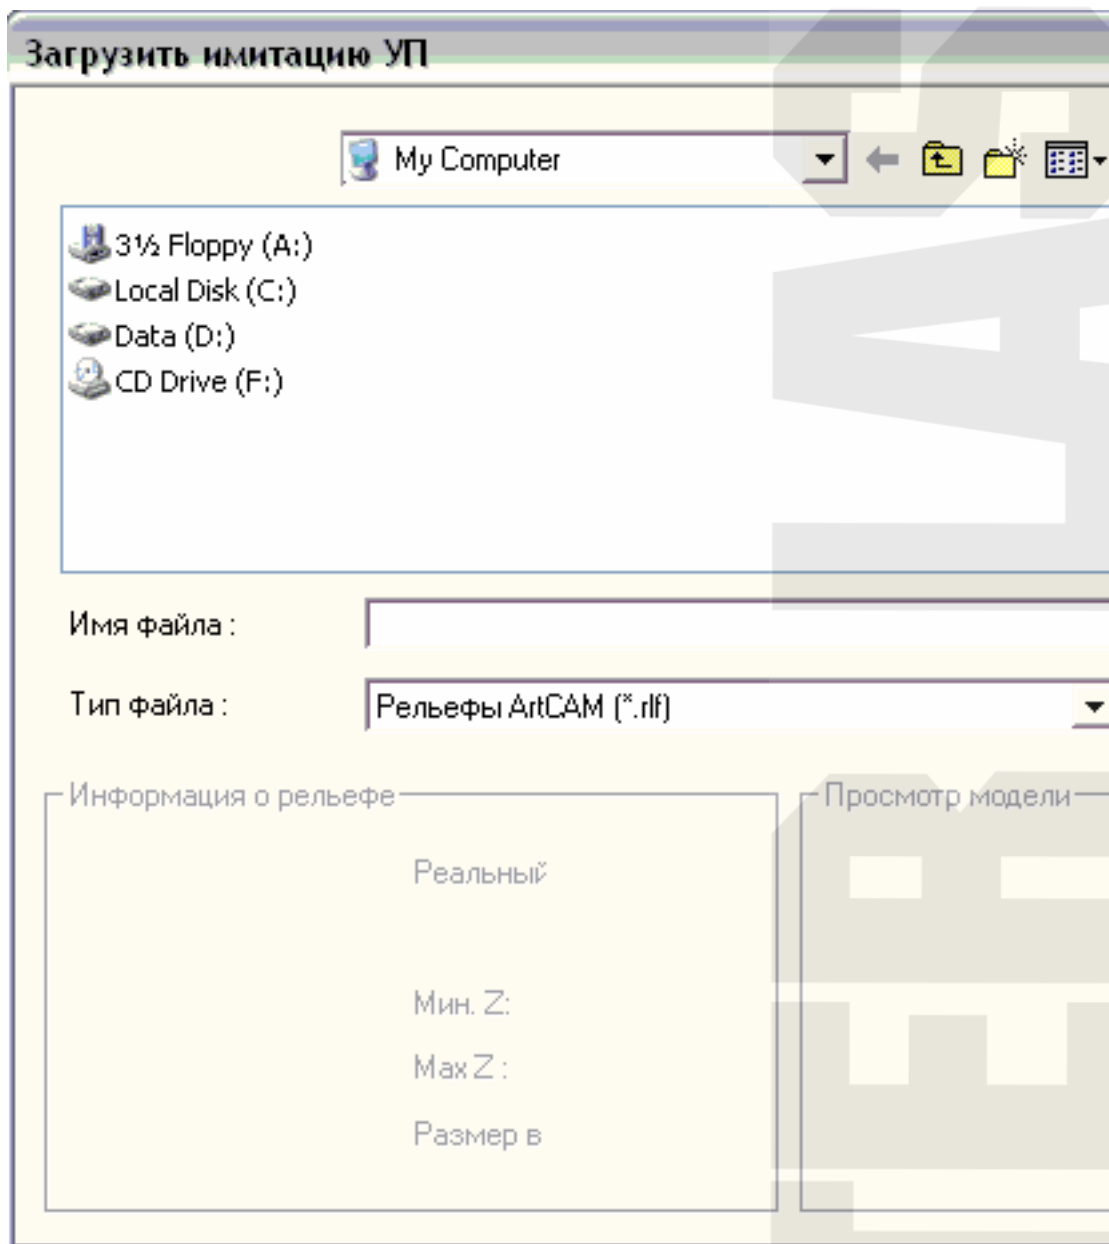 Загрузить имитацию УП
My Computer
3½ Floppy (A:)
Local Disk (C:)
Data (D:)
CD Drive (F:)
Имя файла :
Тип файла :
Рельефы ArtCAM (*.rlf)
Информация о рельефе
Просмотр модели
Реальный
Мин. Z:
Max Z :
Размер в